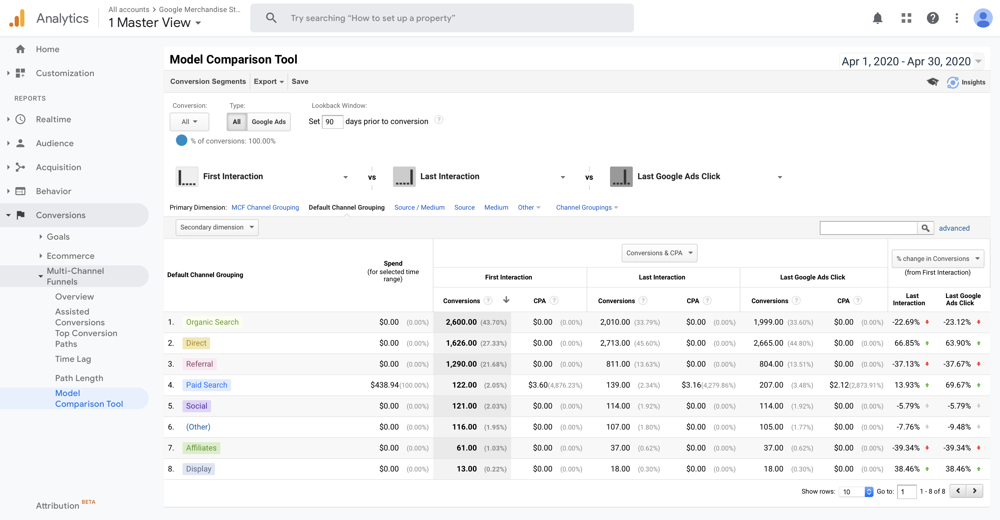 Analytics
All accounts > Google Merchandise St...
1 Master View
Try searching “How to set up a property”
Home
Customization
REPORTS
Realtime
Audience
Acquisition
Behavior
Conversions
Goals
Ecommerce
Multi-Channel
Funnels
Overview
Assisted
Conversions
Top Conversion
Paths
Time Lag
Path Length
Model
Comparison Tool
Attribution BETA
Model Comparison Tool
Apr 1, 2020 - Apr 30, 2020
Conversion Segments Export Save
Insights
Conversion: Type: Lookback Window:
All All Google Ads Set 90 days prior to conversion ?
% of conversions: 100.00%
First Interaction vs Last Interaction vs Last Google Ads Click
Primary Dimension: MCF Channel Grouping Default Channel Grouping Source / Medium Source Medium Other Channel Groupings
Secondary dimension advanced
Default Channel Grouping
Spend
(for selected time
range)
Conversions & CPA
% change in Conversions
(from First Interaction)
First Interaction Last Interaction Last Google Ads Click
Conversions ? CPA ? Conversions ? CPA ? Conversions ? CPA ?
Last
Interaction
Last Google
Ads Click
1. Organic Search $0.00 (0.00%) 2,600.00 (43.70%) $0.00 (0.00%) 2,010.00 (33.79%) $0.00 (0.00%) 1,999.00 (33.60%) $0.00 (0.00%) -22.69% -23.12%
2. Direct $0.00 (0.00%) 1,626.00 (27.33%) $0.00 (0.00%) 2,713.00 (45.60%) $0.00 (0.00%) 2,665.00 (44.80%) $0.00 (0.00%) 66.85% 63.90%
3. Referral $0.00 (0.00%) 1,290.00 (21.68%) $0.00 (0.00%) 811.00 (13.63%) $0.00 (0.00%) 804.00 (13.51%) $0.00 (0.00%) -37.13% -37.67%
4. Paid Search $438.94 (100.00%) 122.00 (2.05%) $3.60 (4,876.23%) 139.00 (2.34%) $3.16 (4,279.86%) 207.00 (3.48%) $2.12 (2,873.91%) 13.93% 69.67%
5. Social $0.00 (0.00%) 121.00 (2.03%) $0.00 (0.00%) 114.00 (1.92%) $0.00 (0.00%) 114.00 (1.92%) $0.00 (0.00%) -5.79% -5.79%
6. (Other) $0.00 (0.00%) 116.00 (1.95%) $0.00 (0.00%) 107.00 (1.80%) $0.00 (0.00%) 105.00 (1.77%) $0.00 (0.00%) -7.76% -9.48%
7. Affiliates $0.00 (0.00%) 61.00 (1.03%) $0.00 (0.00%) 37.00 (0.62%) $0.00 (0.00%) 37.00 (0.62%) $0.00 (0.00%) -39.34% -39.34%
8. Display $0.00 (0.00%) 13.00 (0.22%) $0.00 (0.00%) 18.00 (0.30%) $0.00 (0.00%) 18.00 (0.30%) $0.00 (0.00%) 38.46% 38.46%
Show rows: 10 Go to: 1 1 - 8 of 8